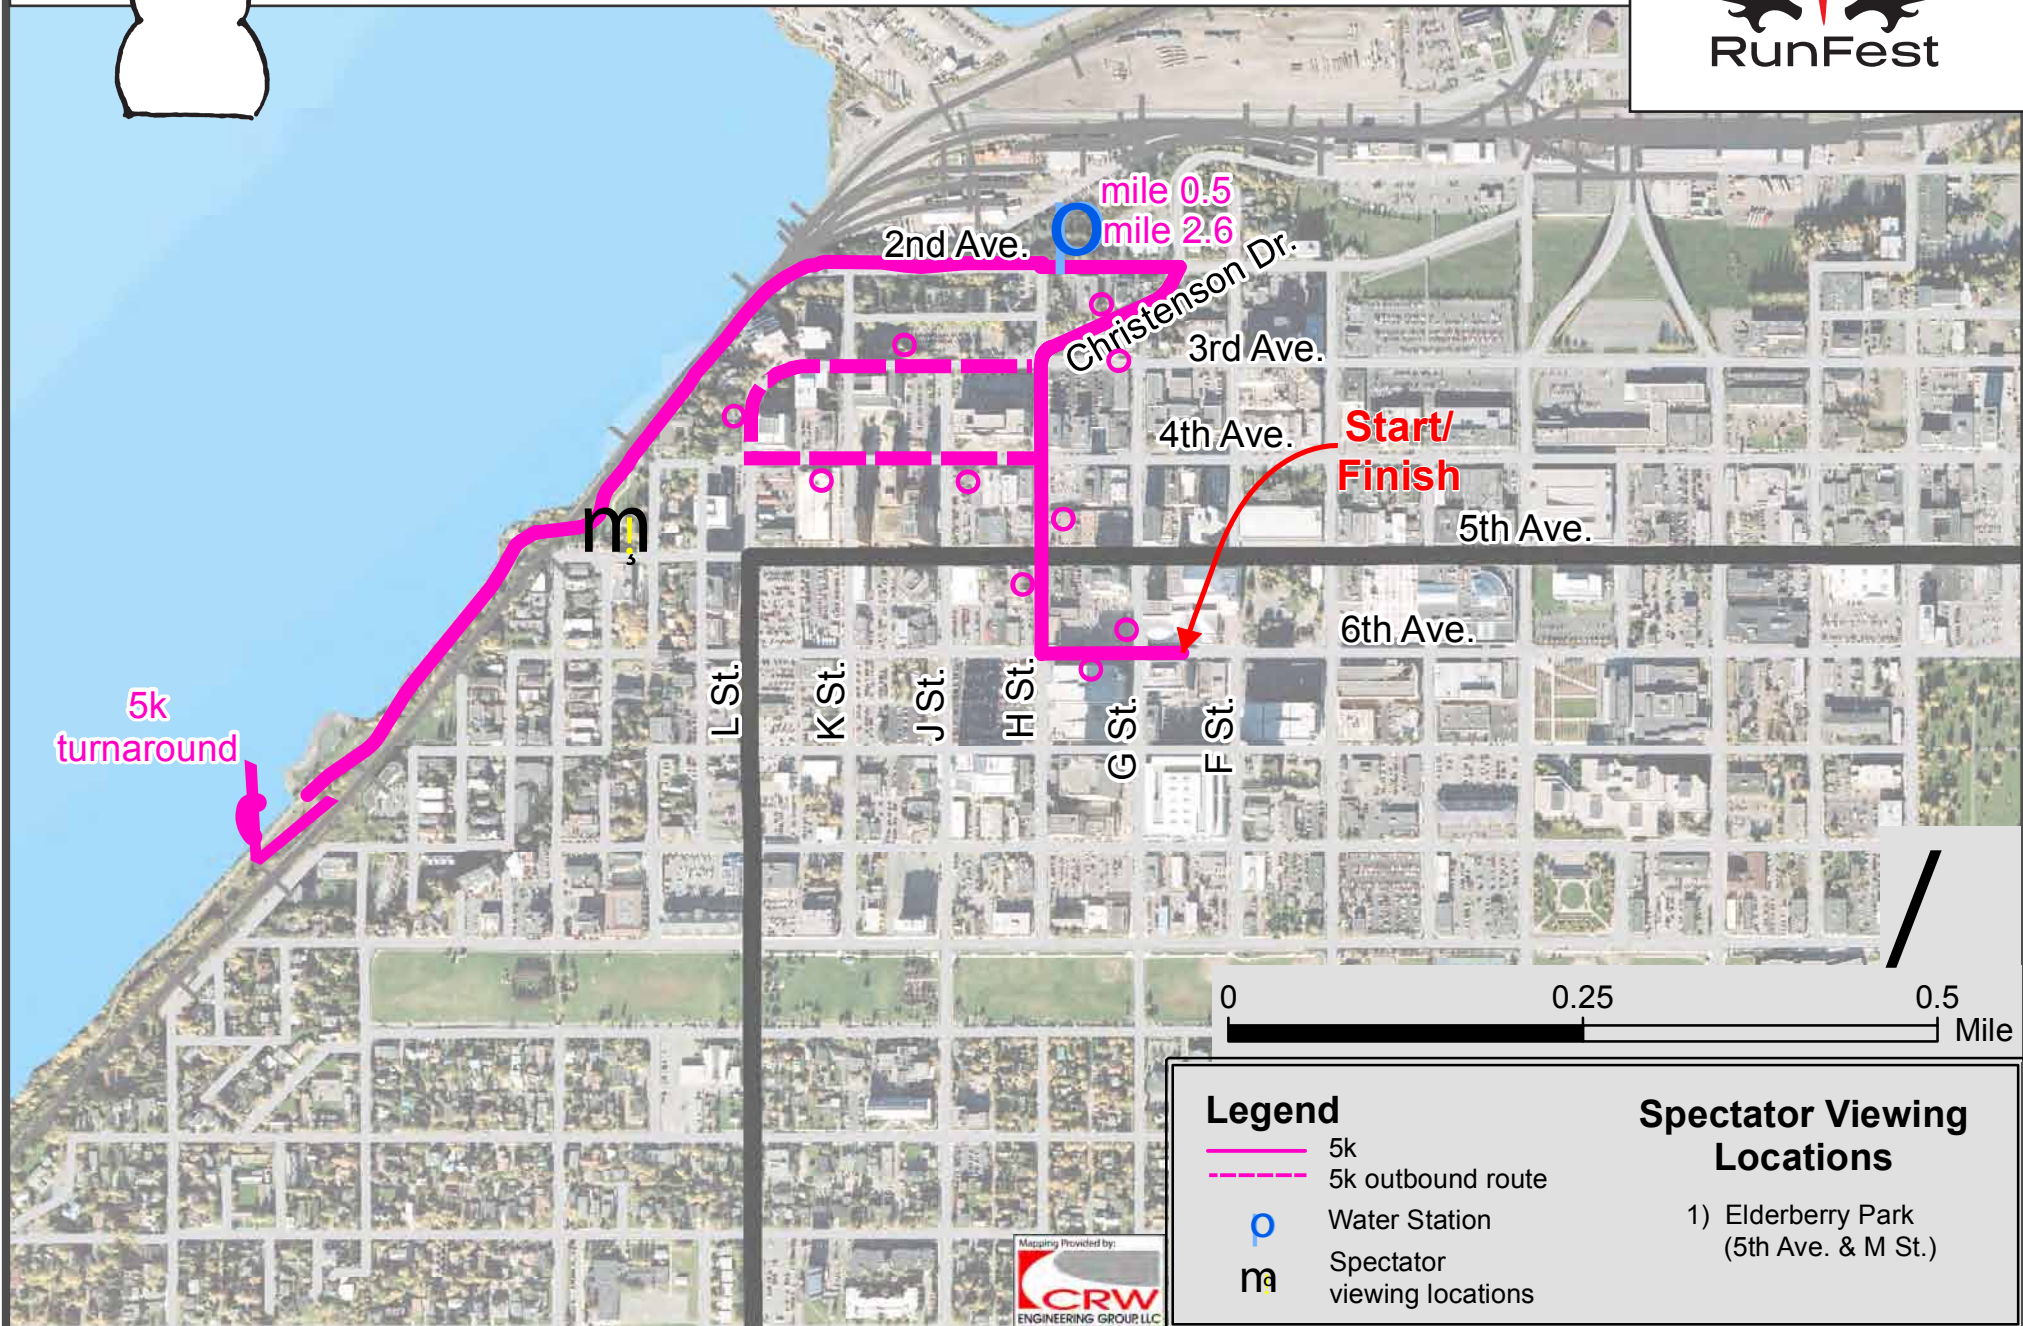 RunFest
mile 0.5
mile 2.6
2nd Ave.
Christenson Dr.
3rd Ave.
4th Ave.
Start/
Finish
5th Ave.
6th Ave.
L St.
K St.
J St.
H St.
G St.
F St.
5k
turnaround
0 0.25 0.5
Mile
Legend
5k
5k outbound route
p Water Station
m Spectator
viewing locations
Spectator Viewing
Locations
1) Elderberry Park
(5th Ave. & M St.)
Mapping Provided by:
CRW
ENGINEERING GROUP, LLC
p
m